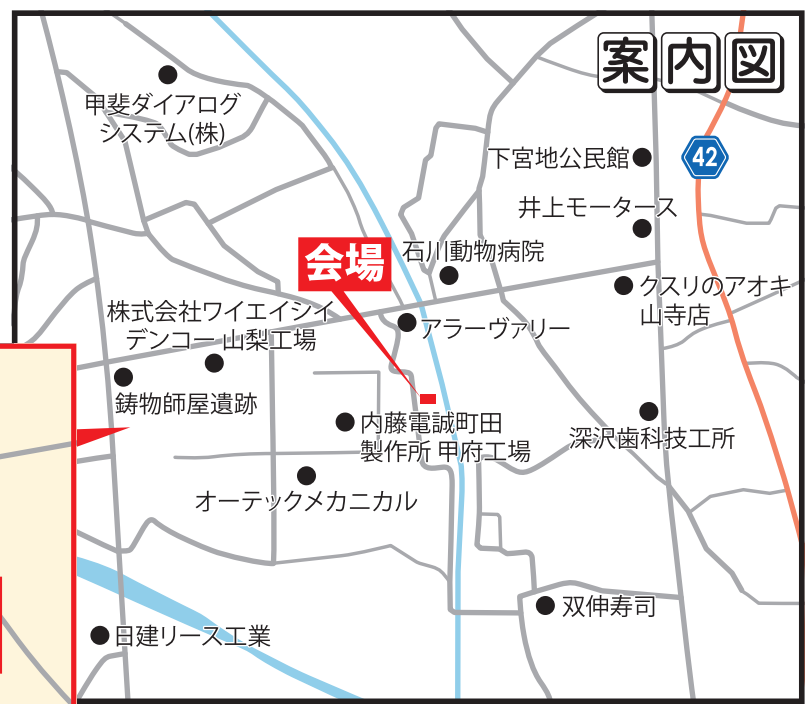 案内図
甲斐ダイアログ
システム(株)
下宮地公民館
42
井上モータース
石川動物病院
会場
クスリのアオキ
山寺店
株式会社ワイエイシイ
デンコー 山梨工場
アラーヴァリー
鋳物師屋遺跡
内藤電誠町田
製作所 甲府工場
深沢歯科技工所
オーテックメカニカル
双伸寿司
日建リース工業